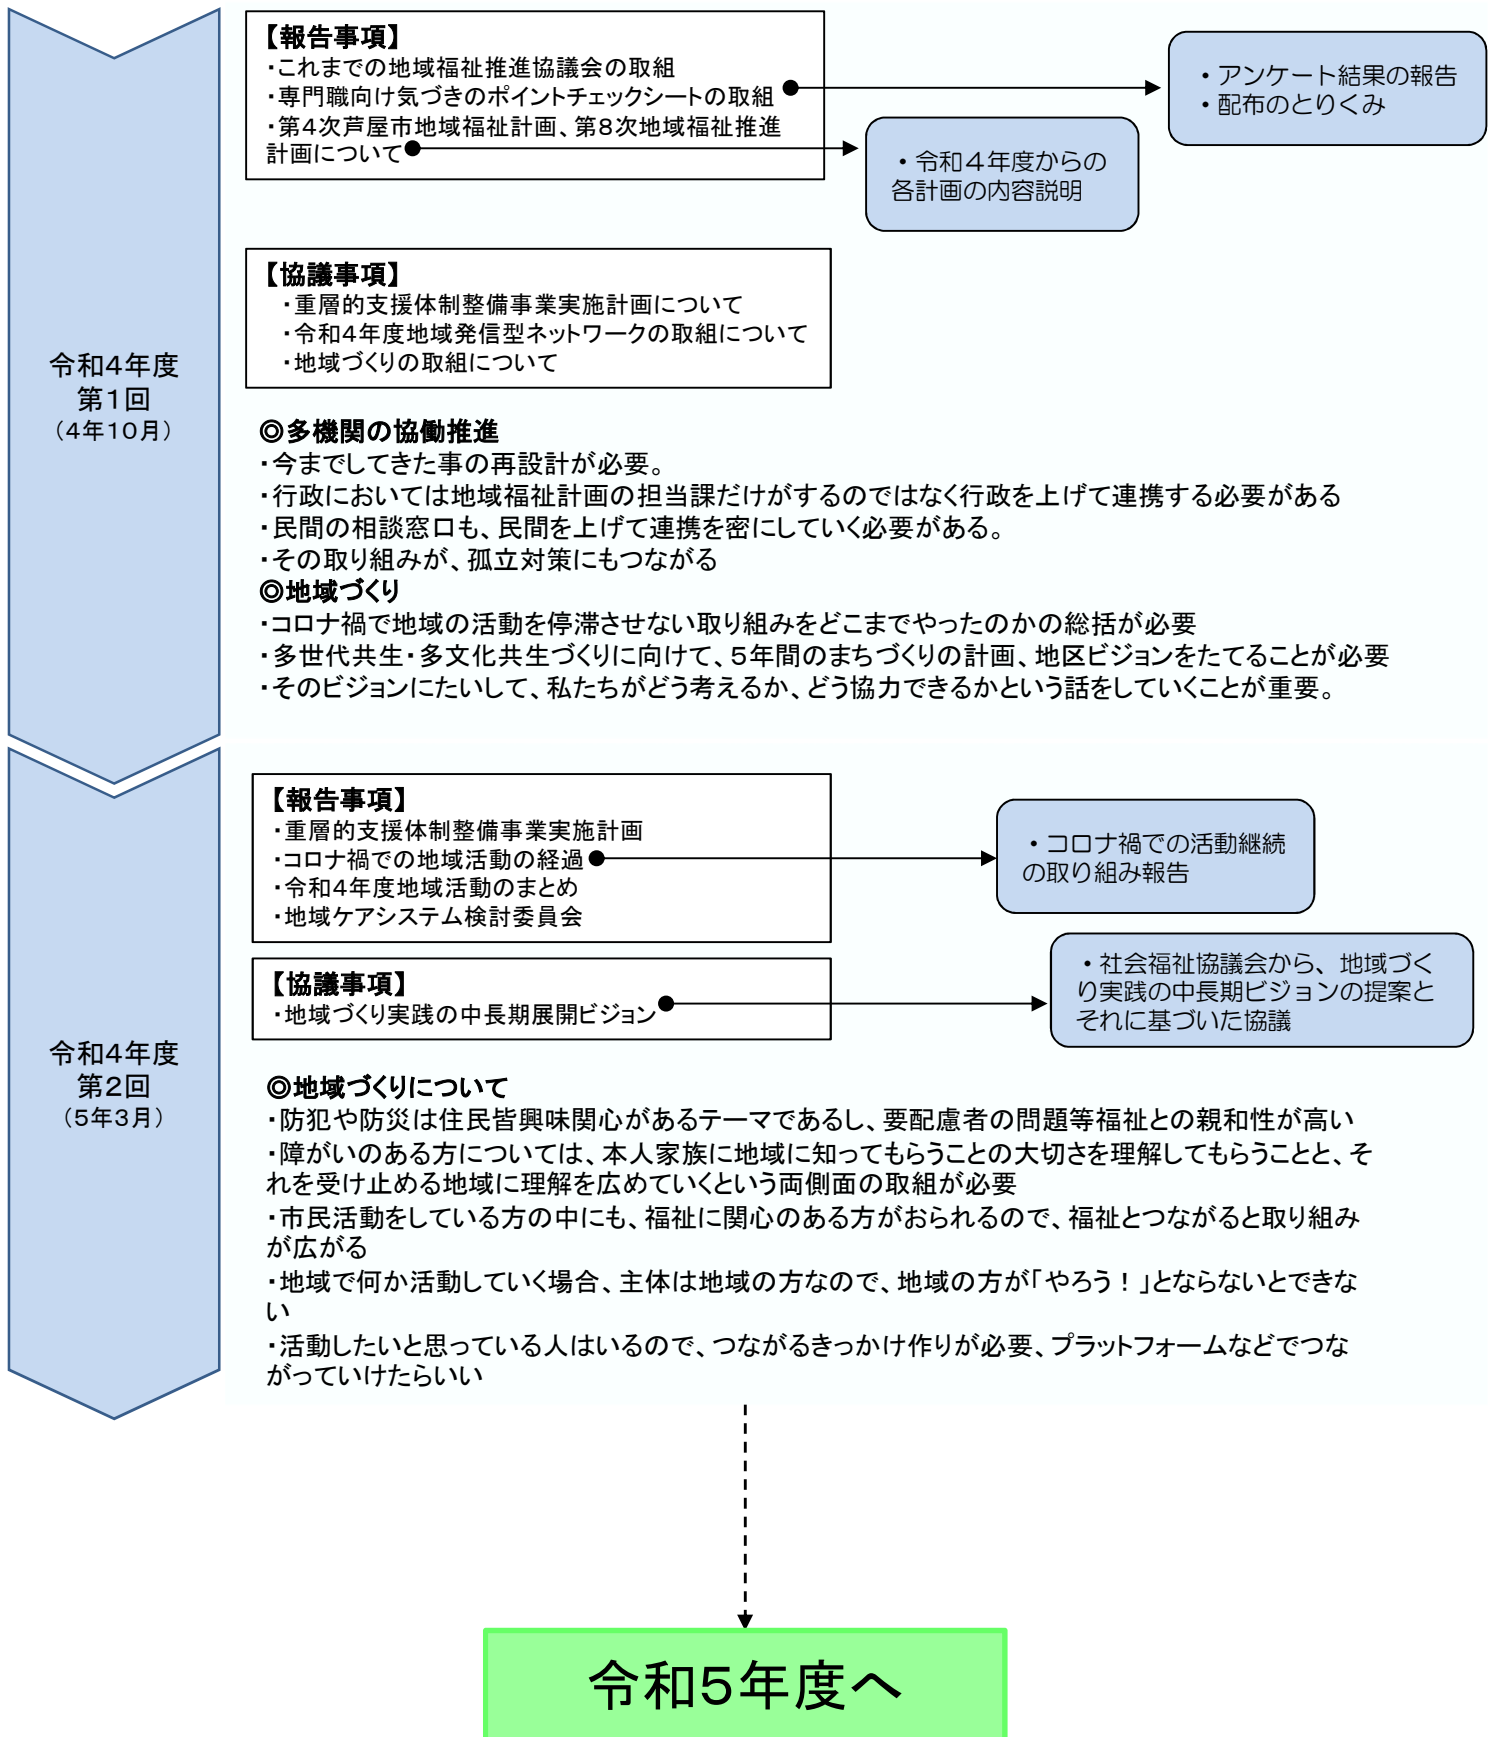 令和4年度
第1回
（4年10月）
【報告事項】
・これまでの地域福祉推進協議会の取組
・専門職向け気づきのポイントチェックシートの取組
・第4次芦屋市地域福祉計画、第8次地域福祉推進
計画について
・アンケート結果の報告
・配布のとりくみ
・令和4年度からの
各計画の内容説明
【協議事項】
・重層的支援体制整備事業実施計画について
・令和4年度地域発信型ネットワークの取組について
・地域づくりの取組について
◎多機関の協働推進
・今までしてきた事の再設計が必要。
・行政においては地域福祉計画の担当課だけがするのではなく行政を上げて連携する必要がある
・民間の相談窓口も、民間を上げて連携を密にしていく必要がある。
・その取り組みが、孤立対策にもつながる
◎地域づくり
・コロナ禍で地域の活動を停滞させない取り組みをどこまでやったのかの総括が必要
・多世代共生・多文化共生づくりに向けて、5年間のまちづくりの計画、地区ビジョンをたてることが必要
・そのビジョンにたいして、私たちがどう考えるか、どう協力できるかという話をしていくことが重要。
令和4年度
第2回
（5年3月）
【報告事項】
・重層的支援体制整備事業実施計画
・コロナ禍での地域活動の経過
・令和4年度地域活動のまとめ
・地域ケアシステム検討委員会
・コロナ禍での活動継続
の取り組み報告
【協議事項】
・地域づくり実践の中長期展開ビジョン
・社会福祉協議会から、地域づく
り実践の中長期ビジョンの提案と
それに基づいた協議
◎地域づくりについて
・防犯や防災は住民皆興味関心があるテーマであるし、要配慮者の問題等福祉との親和性が高い
・障がいのある方については、本人家族に地域に知ってもらうことの大切さを理解してもらうことと、そ
れを受け止める地域に理解を広めていくという両側面の取組が必要
・市民活動をしている方の中にも、福祉に関心のある方がおられるので、福祉とつながると取り組み
が広がる
・地域で何か活動していく場合、主体は地域の方なので、地域の方が「やろう！」とならないとできな
い
・活動したいと思っている人はいるので、つながるきっかけ作りが必要、プラットフォームなどでつな
がっていけたらいい
令和5年度へ